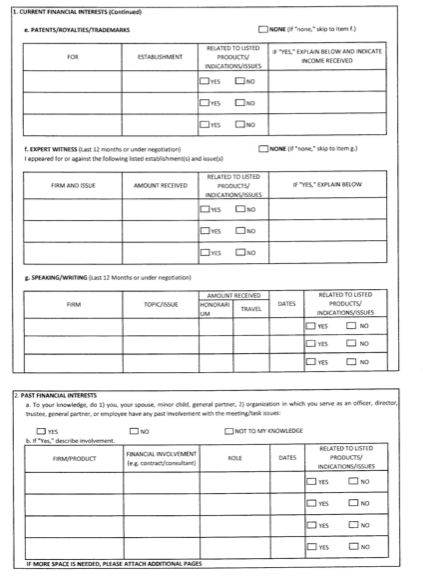 1. CURRENT FINANCIAL INTERESTS (Continued)
e. PATENTS/ROYALTIES/TRADEMARKS NONE (If "none," skip to Item f.)
FOR ESTABLISHMENT RELATED TO LISTED PRODUCTS/ INDICATIONS/ISSUES IF "YES," EXPLAIN BELOW AND INDICATE INCOME RECEIVED
YES NO
YES NO
YES NO
f. EXPERT WITNESS (Last 12 months or under negotiation) NONE (If "none," skip to item g.)
I appeared for or against the following listed establishment(s) and issue(s)
FIRM AND ISSUE AMOUNT RECEIVED RELATED TO LISTED PRODUCTS/ INDICATIONS/ISSUES IF "YES," EXPLAIN BELOW
YES NO
YES NO
YES NO
g. SPEAKING/WRITING (Last 12 Months or under negotiation)
FIRM TOPIC/ISSUE AMOUNT RECEIVED HONORARI UM TRAVEL DATES RELATED TO LISTED PRODUCTS/ INDICATIONS/ISSUES
YES NO
YES NO
YES NO
2. PAST FINANCIAL INTERESTS
a. To your knowledge, do 1) you, your spouse, minor child, general partner, 2) organization in which you serve as an officer, director,
trustee, general partner, or employee have any past involvement with the meeting/task issues:
YES NO NOT TO MY KNOWLEDGE
b. If "Yes," describe involvement.
FIRM/PRODUCT FINANCIAL INVOLVEMENT (e.g. contract/consultant) ROLE DATES RELATED TO LISTED PRODUCTS/ INDICATIONS/ISSUES
YES NO
YES NO
YES NO
YES NO
IF MORE SPACE IS NEEDED, PLEASE ATTACH ADDITIONAL PAGES